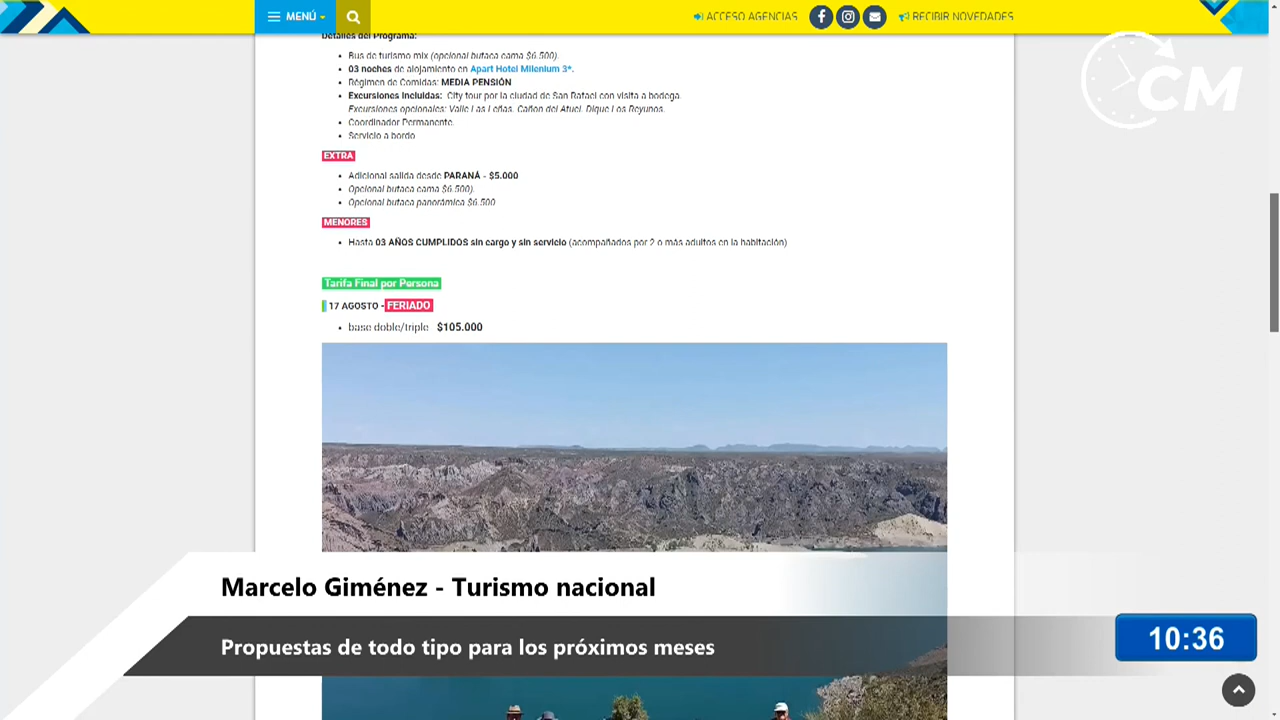 MENÚ
ACCESO AGENCIAS
RECIBIR NOVEDADES
CM
Detalles del Programa:
Bus de turismo mix (opcional butaca cama $6.500).
03 noches de alojamiento en Apart Hotel Milenium 3*.
Régimen de Comidas: MEDIA PENSIÓN
Excursiones Incluidas: City tour por la ciudad de San Rafael con visita a bodega.
Excursiones opcionales: Valle Las Leñas. Cañon del Atuel. Dique Los Reyunos.
Coordinador Permanente.
Servicio a bordo
EXTRA
Adicional salida desde PARANÁ - $5.000
Opcional butaca cama $6.500).
Opcional butaca panorámica $6.500
MENORES
Hasta 03 AÑOS CUMPLIDOS sin cargo y sin servicio (acompañados por 2 o más adultos en la habitación)
Tarifa Final por Persona
17 AGOSTO - FERIADO
base doble/triple $105.000
Marcelo Giménez - Turismo nacional
Propuestas de todo tipo para los próximos meses
10:36